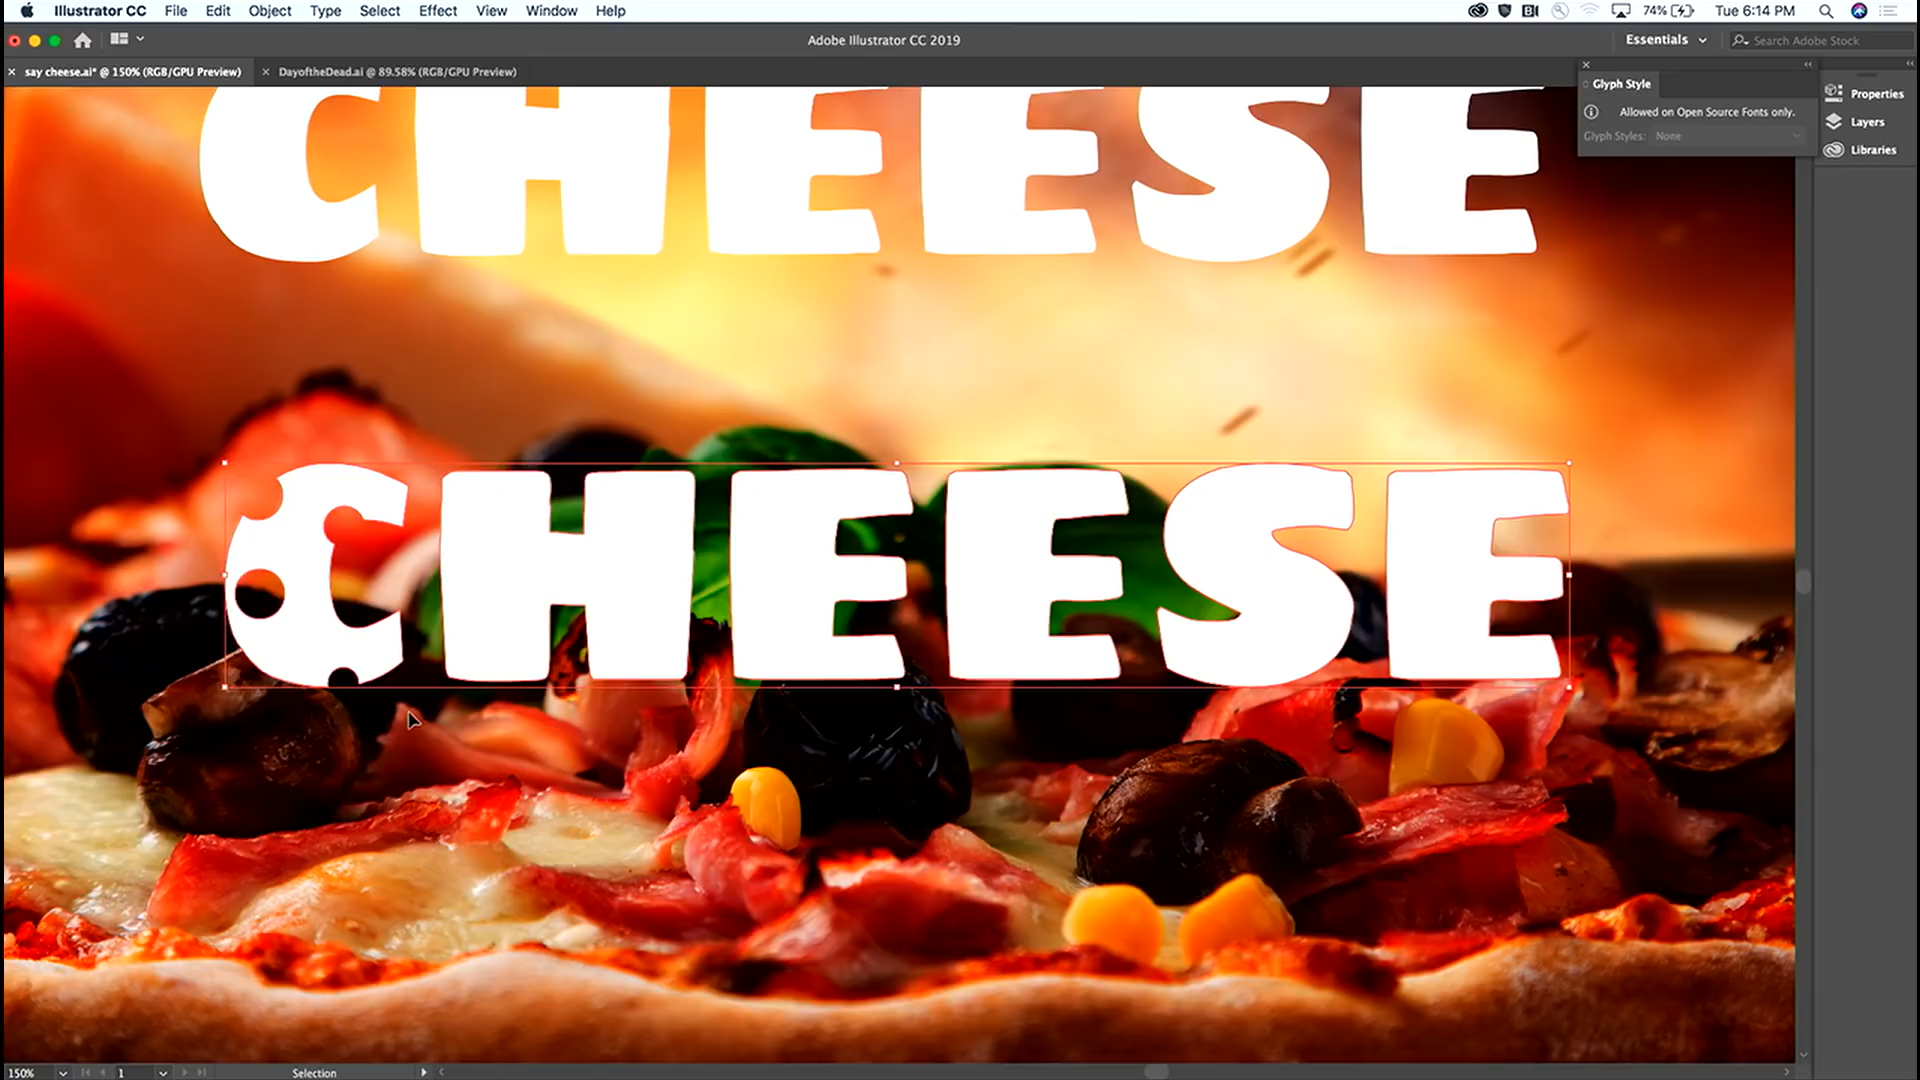 Illustrator CC File Edit Object Type Select Effect View Window Help 74% Tue 6:14 PM
Adobe Illustrator CC 2019 Essentials Search Adobe Stock
say cheese.ai* @ 150% (RGB/GPU Preview) DayoftheDead.ai @ 89.58% (RGB/GPU Preview)
Glyph Style
Allowed on Open Source Fonts only.
Glyph Styles: None
Properties
Layers
Libraries
CHEESE
CHEESE
150% 1 Selection